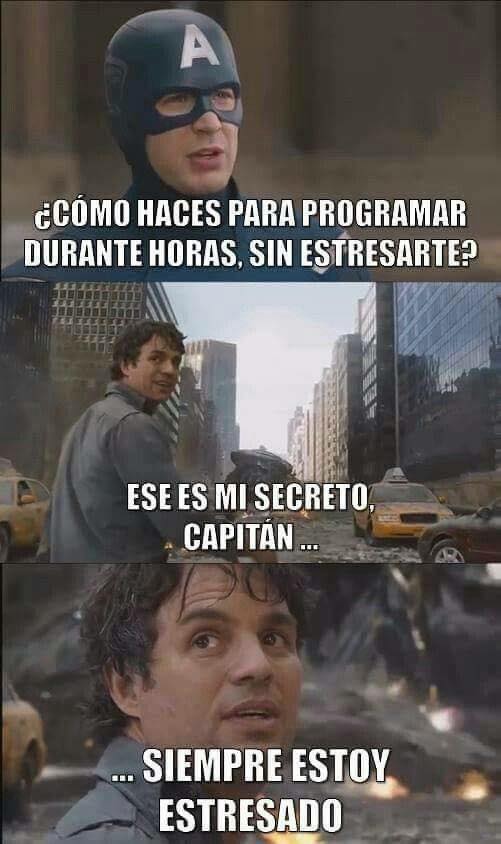 A
¿CÓMO HACES PARA PROGRAMAR
DURANTE HORAS, SIN ESTRESARTE?
ESE ES MI SECRETO,
CAPITÁN ...
... SIEMPRE ESTOY
ESTRESADO